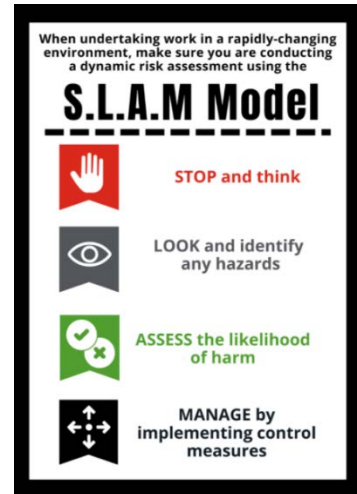 When undertaking work in a rapidly-changing
environment, make sure you are conducting
a dynamic risk assessment using the
S.L.A.M Model
STOP and think
LOOK and identify
any hazards
ASSESS the likelihood
of harm
MANAGE by
implementing control
measures